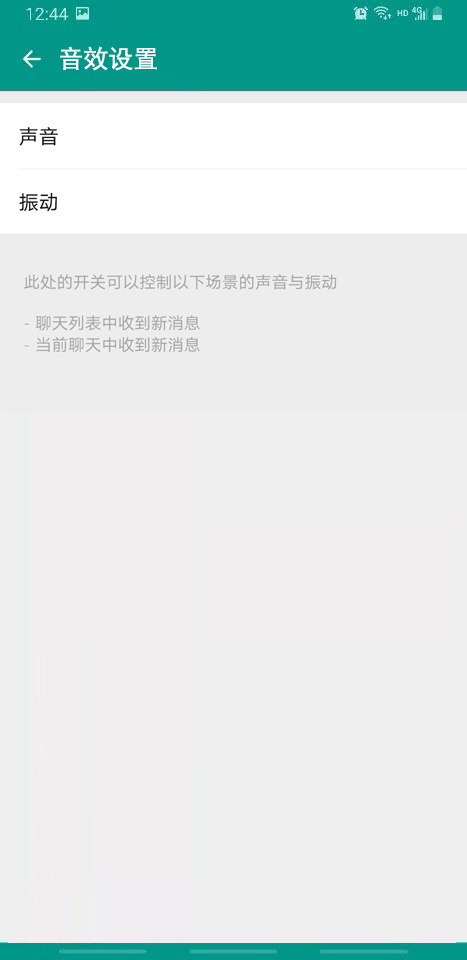 12:44
HD 4G
音效设置
声音
振动
此处的开关可以控制以下场景的声音与振动
- 聊天列表中收到新消息
- 当前聊天中收到新消息